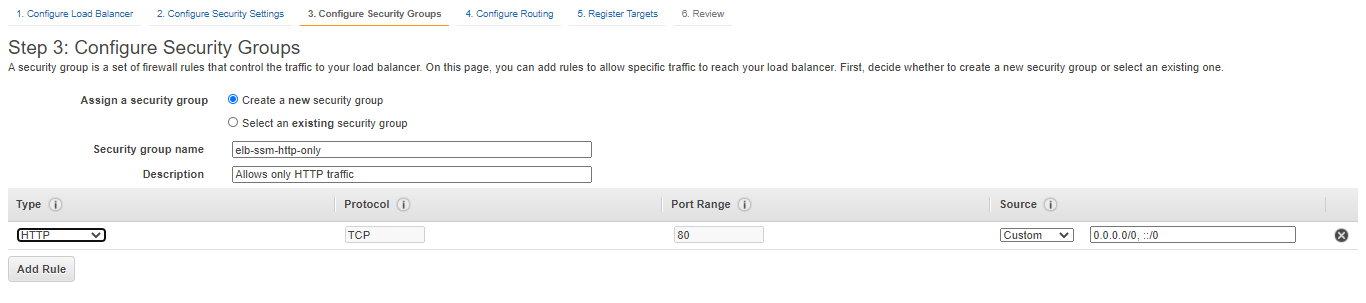 1. Configure Load Balancer 2. Configure Security Settings 3. Configure Security Groups 4. Configure Routing 5. Register Targets 6. Review
Step 3: Configure Security Groups
A security group is a set of firewall rules that control the traffic to your load balancer. On this page, you can add rules to allow specific traffic to reach your load balancer. First, decide whether to create a new security group or select an existing one.
Assign a security group Create a new security group
Select an existing security group
Security group name elb-ssm-http-only
Description Allows only HTTP traffic
Type i Protocol i Port Range i Source i
HTTP TCP 80 Custom 0.0.0.0/0, ::/0
Add Rule